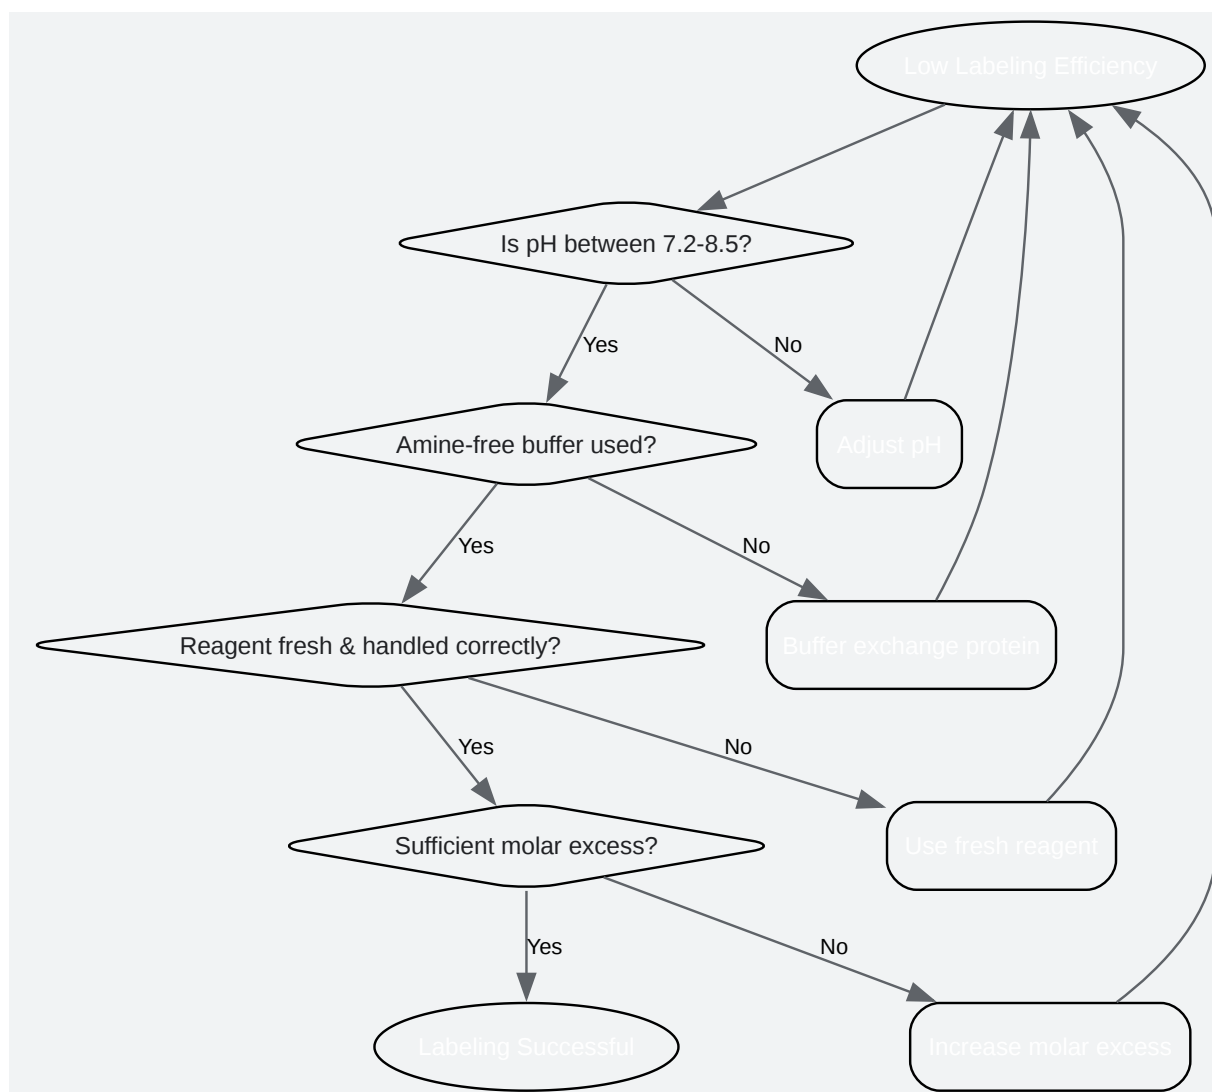 Low Labeling Efficiency
Is pH between 7.2-8.5?
Yes
No
Amine-free buffer used?
Adjust pH
Yes
No
Reagent fresh & handled correctly?
Buffer exchange protein
Yes
No
Sufficient molar excess?
Use fresh reagent
Yes
No
Labeling Successful
Increase molar excess